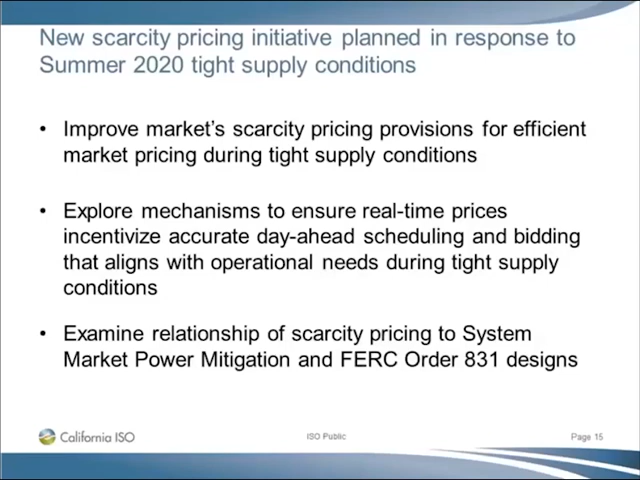 New scarcity pricing initiative planned in response to
Summer 2020 tight supply conditions
• Improve market's scarcity pricing provisions for efficient
market pricing during tight supply conditions
• Explore mechanisms to ensure real-time prices
incentivize accurate day-ahead scheduling and bidding
that aligns with operational needs during tight supply
conditions
• Examine relationship of scarcity pricing to System
Market Power Mitigation and FERC Order 831 designs
California ISO
ISO Public
Page 15